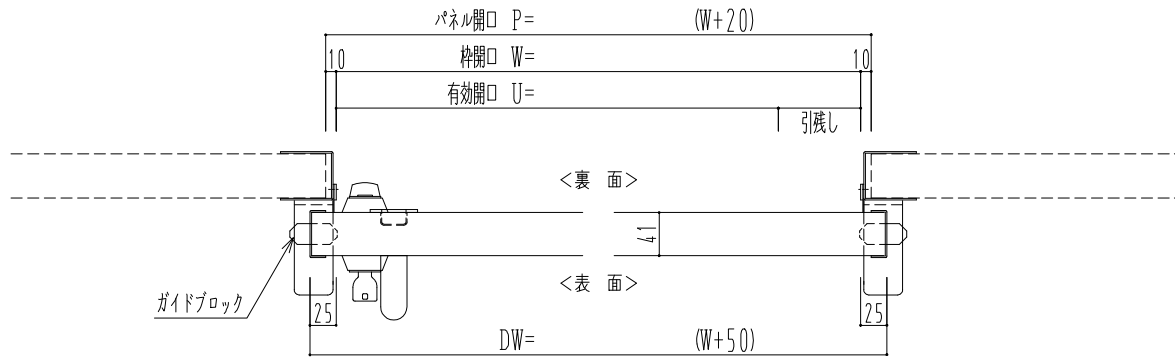 パネル開口 P= (W+20)
10 枠開口 W= 10
有効開口 U=
引残し
<裏 面>
41
<表 面>
ガイドブロック
25 25
DW= (W+50)